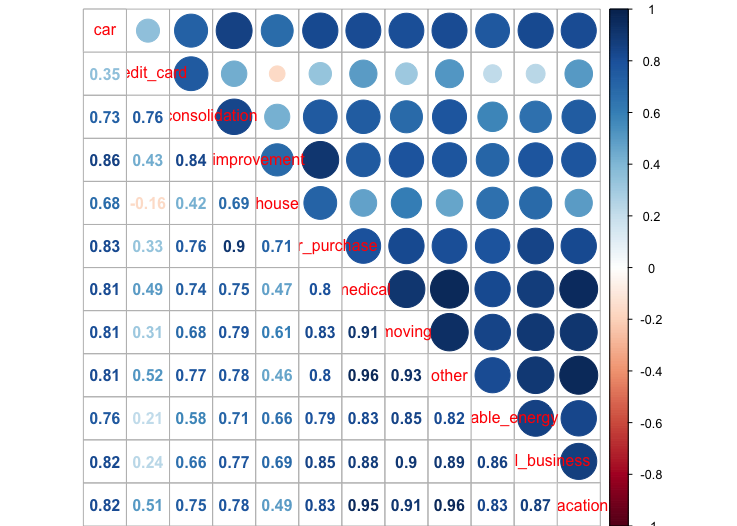 car 1
0.8
0.35 edit_card
0.73 0.76 consolidation 0.6
0.86 0.43 0.84 improvement 0.4
0.68 -0.16 0.42 0.69 house 0.2
0.83 0.33 0.76 0.9 0.71 r_purchase
0
0.81 0.49 0.74 0.75 0.47 0.8 medical
-0.2
0.81 0.31 0.68 0.79 0.61 0.83 0.91 moving
0.81 0.52 0.77 0.78 0.46 0.8 0.96 0.93 other -0.4
0.76 0.21 0.58 0.71 0.66 0.79 0.83 0.85 0.82 able_energy -0.6
0.82 0.24 0.66 0.77 0.69 0.85 0.88 0.9 0.89 0.86 l_business -0.8
0.82 0.51 0.75 0.78 0.49 0.83 0.95 0.91 0.96 0.83 0.87 acation
-1